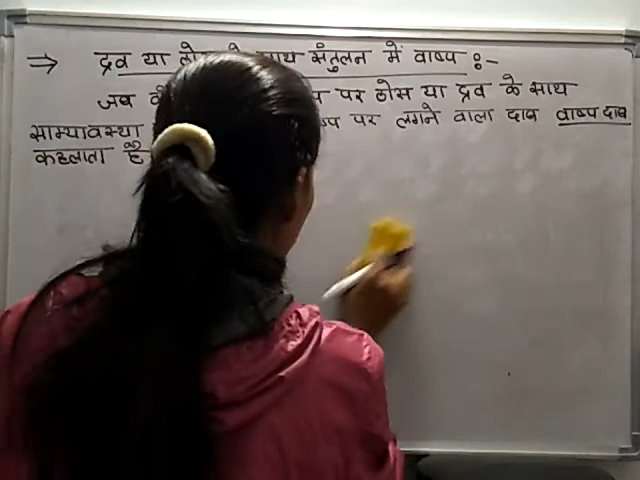 ⇒ द्रव या साथ संतुलन में वाष्प :-
जब पर ठोस या द्रव के साथ
साम्यावस्था पर लगने वाला दाब वाष्प दाब
कहलाता है